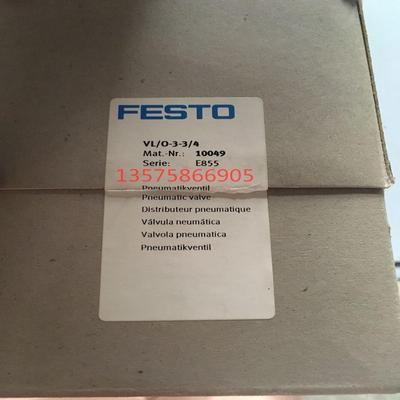 FESTO
VL/O-3-3/4
Mat.-Nr.: 10049
Serie: E855
13575866905
Pneumatikventil
Pneumatic valve
Distributeur pneumatique
Válvula neumática
Valvola pneumatica
Pneumatikventil